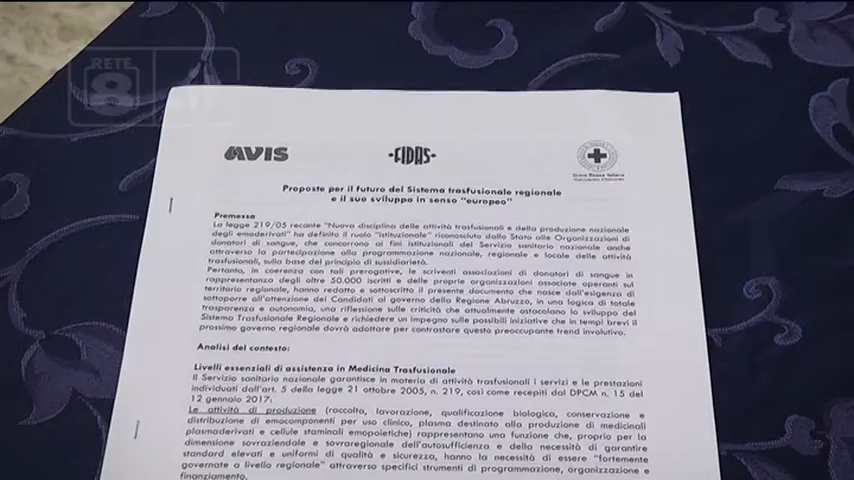 RETE
8
AVIS
·FIDAS·
Croce Rossa Italiana
Proposte per il futuro del Sistema trasfusionale regionale
e il suo sviluppo in senso "europeo"
Premessa
La legge 219/05 recante "Nuova disciplina delle attività trasfusionali e della produzione nazionale
degli emoderivati" ha definito il ruolo "istituzionale" riconosciuto dallo Stato alle Organizzazioni di
donatori di sangue, che concorrono ai fini istituzionali del Servizio sanitario nazionale anche
attraverso la partecipazione alla programmazione nazionale, regionale e locale delle attività
trasfusionali, sulla base del principio di sussidiarietà.
Pertanto, in coerenza con tali prerogative, le scriventi associazioni di donatori di sangue in
rappresentanza degli oltre 50.000 iscritti e delle proprie organizzazioni associate operanti sul
territorio regionale, hanno redatto e sottoscritto il presente documento che nasce dall'esigenza di
sottoporre all'attenzione dei Candidati al governo della Regione Abruzzo, in una logica di totale
trasparenza e autonomia, una riflessione sulle criticità che attualmente ostacolano lo sviluppo del
Sistema Trasfusionale Regionale e richiedere un impegno sulle possibili iniziative che in tempi brevi il
prossimo governo regionale dovrà adottare per contrastare questo preoccupante trend involutivo.
Analisi del contesto:
Livelli essenziali di assistenza in Medicina Trasfusionale
Il Servizio sanitario nazionale garantisce in materia di attività trasfusionali i servizi e le prestazioni
individuati dall'art. 5 della legge 21 ottobre 2005, n. 219, così come recepiti dal DPCM n. 15 del
12 gennaio 2017:
Le attività di produzione (raccolta, lavorazione, qualificazione biologica, conservazione e
distribuzione di emocomponenti per uso clinico, plasma destinato alla produzione di medicinali
plasmaderivati e cellule staminali emopoietiche) rappresentano una funzione che, proprio per la
dimensione sovraziendale e sovraregionale dell'autosufficienza e della necessità di garantire
standard elevati e uniformi di qualità e sicurezza, hanno la necessità di essere "fortemente
governate a livello regionale" attraverso specifici strumenti di programmazione, organizzazione e
finanziamento.